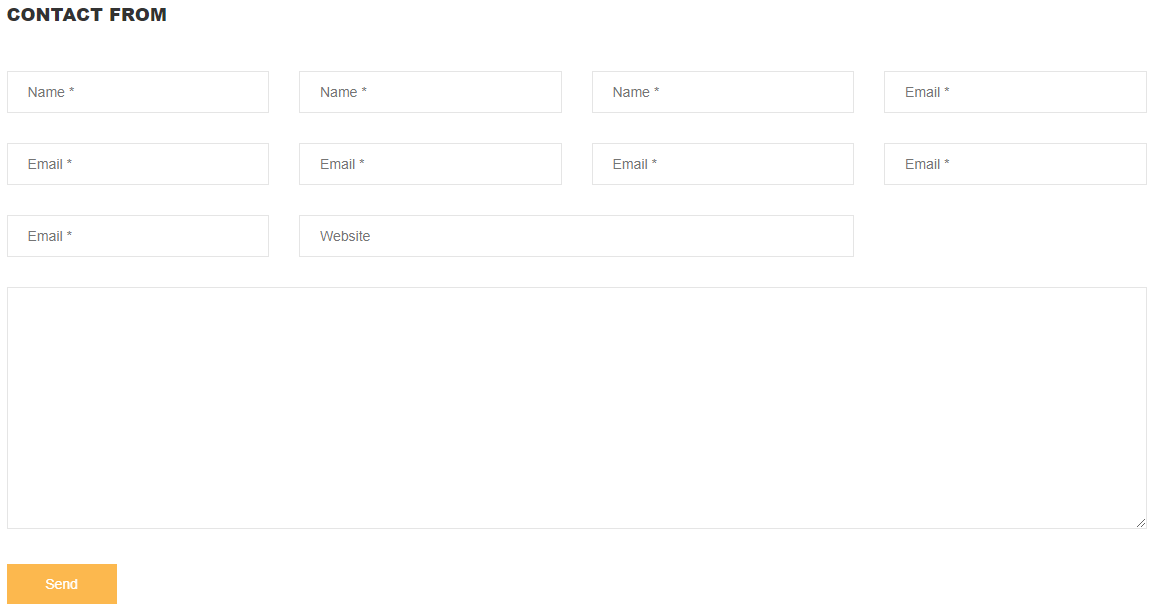 CONTACT FROM
Name * Name * Name * Email *
Email * Email * Email * Email *
Email * Website
Send